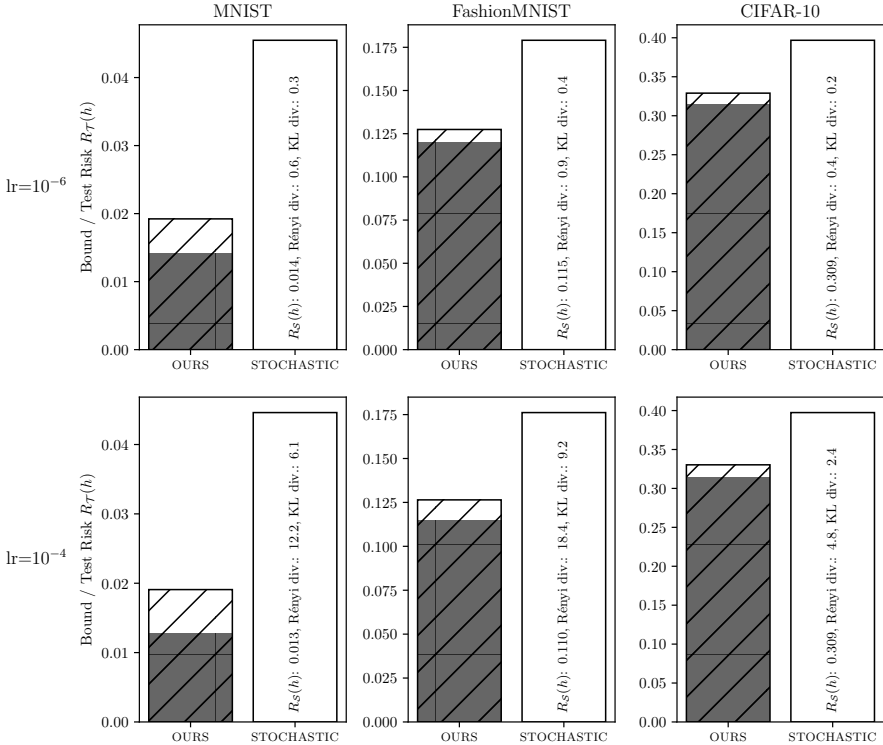 MNIST
FashionMNIST
CIFAR-10
lr=10⁻⁶
Bound / Test Risk R_𝒯(h)
0.04
0.03
0.02
0.01
0.00
R_𝒮(h): 0.014, Rényi div.: 0.6, KL div.: 0.3
OURS
STOCHASTIC
0.175
0.150
0.125
0.100
0.075
0.050
0.025
0.000
R_𝒮(h): 0.115, Rényi div.: 0.9, KL div.: 0.4
OURS
STOCHASTIC
0.40
0.35
0.30
0.25
0.20
0.15
0.10
0.05
0.00
R_𝒮(h): 0.309, Rényi div.: 0.4, KL div.: 0.2
OURS
STOCHASTIC
lr=10⁻⁴
Bound / Test Risk R_𝒯(h)
0.04
0.03
0.02
0.01
0.00
R_𝒮(h): 0.013, Rényi div.: 12.2, KL div.: 6.1
OURS
STOCHASTIC
0.175
0.150
0.125
0.100
0.075
0.050
0.025
0.000
R_𝒮(h): 0.110, Rényi div.: 18.4, KL div.: 9.2
OURS
STOCHASTIC
0.40
0.35
0.30
0.25
0.20
0.15
0.10
0.05
0.00
R_𝒮(h): 0.309, Rényi div.: 4.8, KL div.: 2.4
OURS
STOCHASTIC